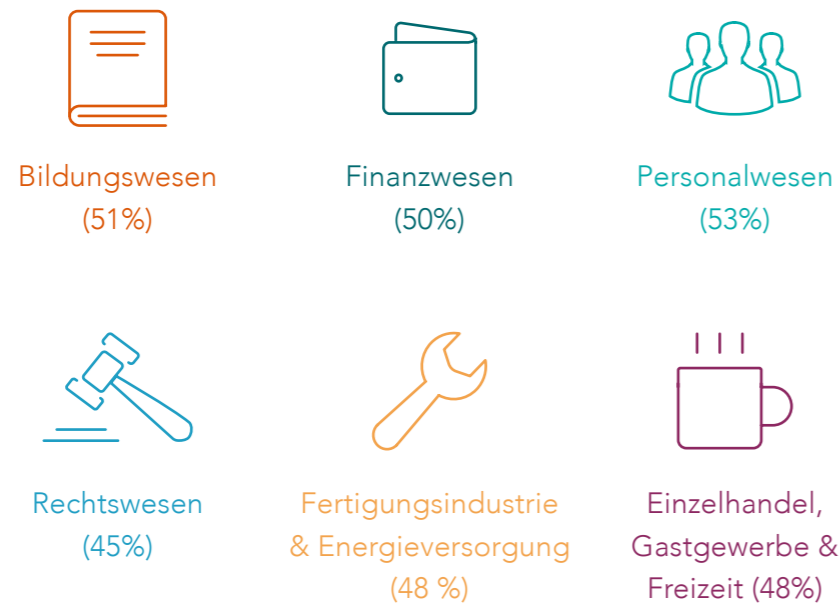 Bildungswesen
(51%)
Finanzwesen
(50%)
Personalwesen
(53%)
Rechtswesen
(45%)
Fertigungsindustrie
& Energieversorgung
(48 %)
Einzelhandel,
Gastgewerbe &
Freizeit (48%)